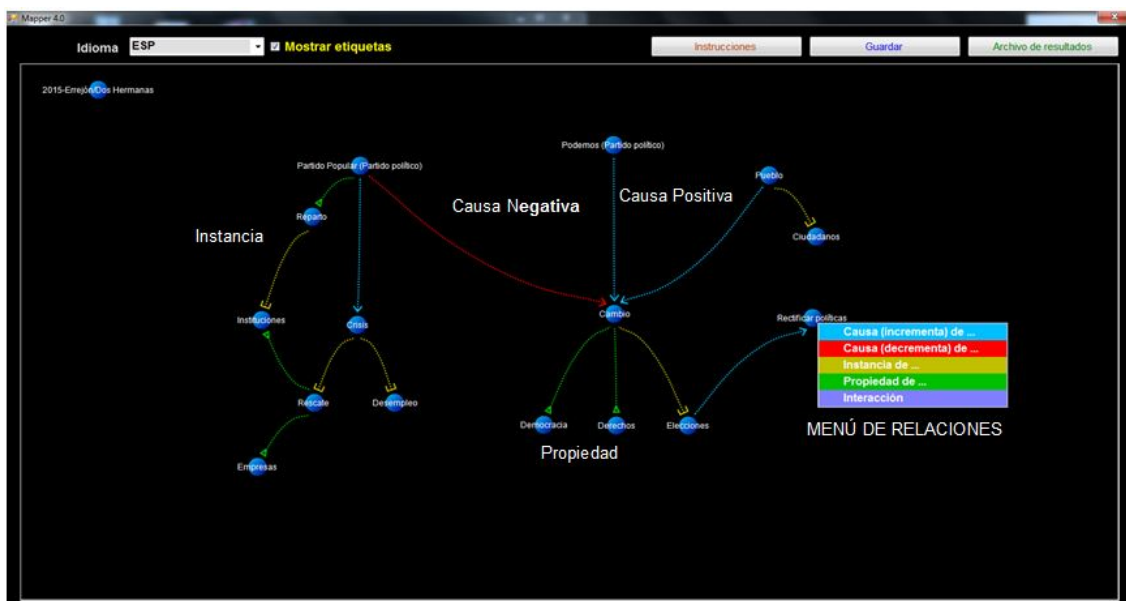 Mapper 4.0
Idioma ESP Mostrar etiquetas Instrucciones Guardar Archivo de resultados
2015-Errejón/Dos Hermanas
Podemos (Partido político)
Partido Popular (Partido político)
Pueblo
Causa Negativa
Causa Positiva
Reparto
Instancia
Ciudadanos
Instituciones
Crisis
Cambio
Rectificar políticas
Causa (incrementa) de ...
Causa (decrementa) de ...
Instancia de ...
Propiedad de ...
Interacción
MENÚ DE RELACIONES
Rescate
Desempleo
Democracia
Derechos
Elecciones
Propiedad
Empresas